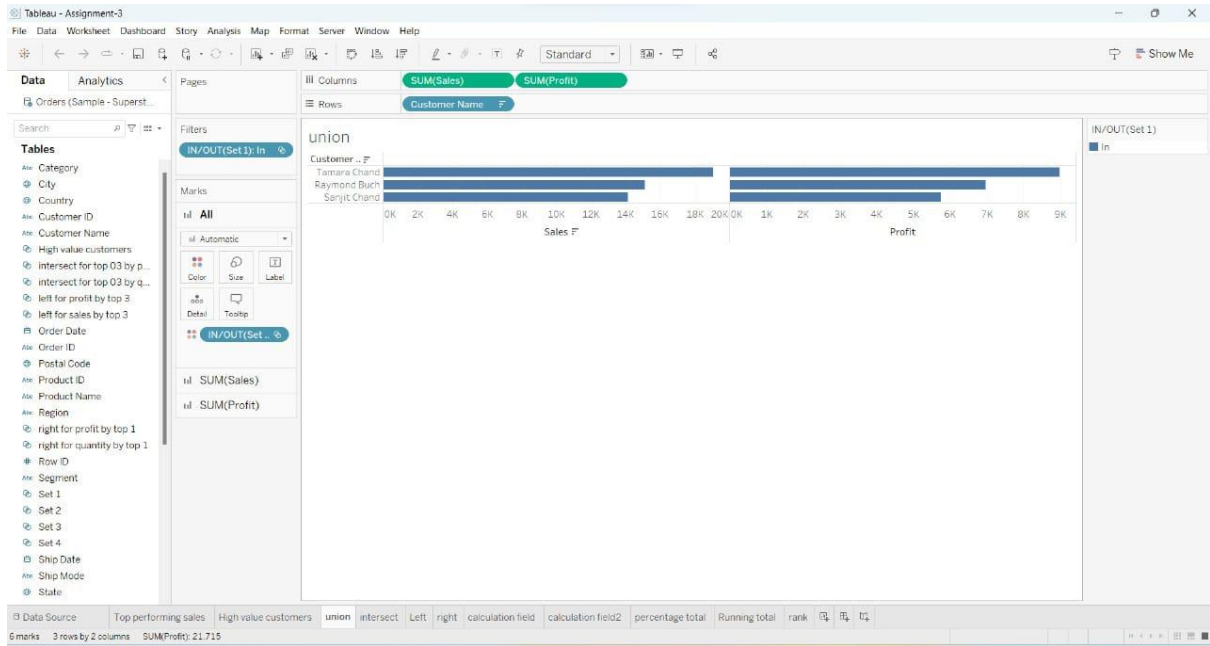 Tableau - Assignment-3
File Data Worksheet Dashboard Story Analysis Map Format Server Window Help
Standard
Show Me
Data Analytics
Orders (Sample - Superst...
Search
Tables
Abc Category
City
Country
Abc Customer ID
Abc Customer Name
High value customers
intersect for top 03 by p...
intersect for top 03 by q...
left for profit by top 3
left for sales by top 3
Order Date
Abc Order ID
Postal Code
Abc Product ID
Abc Product Name
Abc Region
right for profit by top 1
right for quantity by top 1
# Row ID
Abc Segment
Set 1
Set 2
Set 3
Set 4
Ship Date
Abc Ship Mode
State
Pages
Filters
IN/OUT(Set 1): In
Marks
All
Automatic
Color Size Label
Detail Tooltip
IN/OUT(Set ..
SUM(Sales)
SUM(Profit)
Columns SUM(Sales) SUM(Profit)
Rows Customer Name
union
Customer ..
Tamara Chand
Raymond Buch
Sanjit Chand
0K 2K 4K 6K 8K 10K 12K 14K 16K 18K 20K 0K 1K 2K 3K 4K 5K 6K 7K 8K 9K
Sales Profit
IN/OUT(Set 1)
In
Data Source Top performing sales High value customers union intersect Left right calculation field calculation field2 percentage total Running total rank
6 marks 3 rows by 2 columns SUM(Profit): 21,715